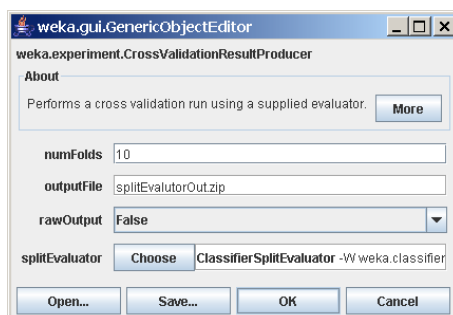 weka.gui.GenericObjectEditor
weka.experiment.CrossValidationResultProducer
About
Performs a cross validation run using a supplied evaluator. More
numFolds 10
outputFile splitEvalutorOut.zip
rawOutput False
splitEvaluator Choose ClassifierSplitEvaluator -W weka.classifier
Open... Save... OK Cancel